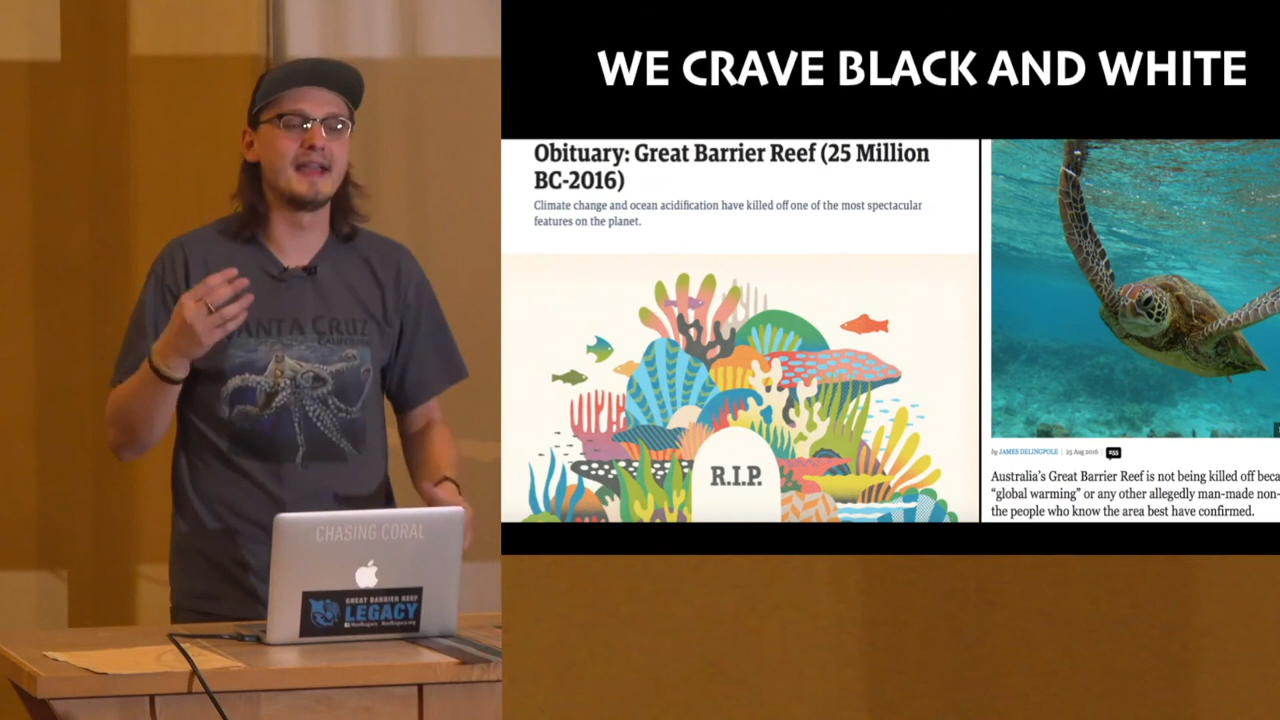 WE CRAVE BLACK AND WHITE
Obituary: Great Barrier Reef (25 Million
BC-2016)
Climate change and ocean acidification have killed off one of the most spectacular
features on the planet.
R.I.P.
by JAMES DELINGPOLE | 25 Aug 2016 |
Australia's Great Barrier Reef is not being killed off beca
"global warming" or any other allegedly man-made non-
the people who know the area best have confirmed.
SANTA CRUZ
CALIFORNIA
CHASING CORAL
GREAT BARRIER REEF
LEGACY